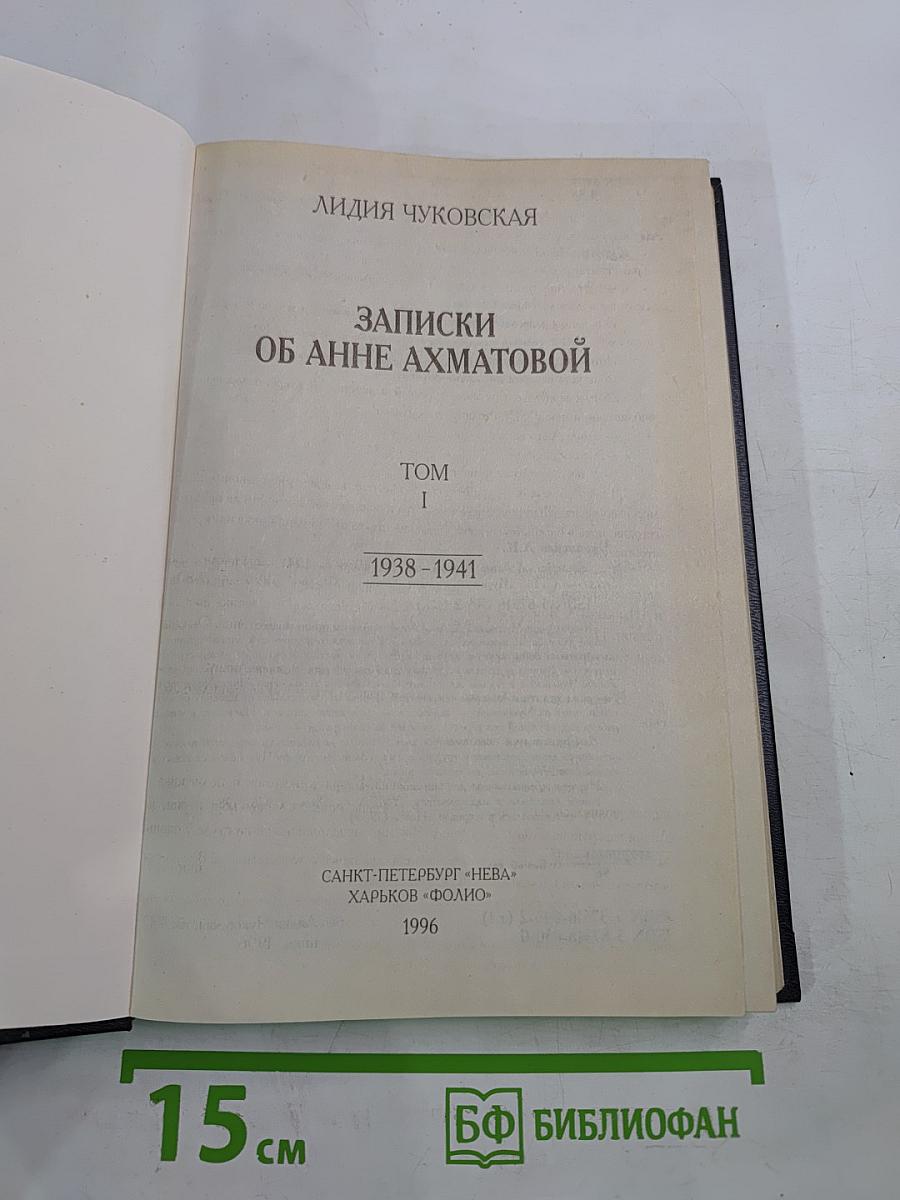 ЛИДИЯ ЧУКОВСКАЯ
ЗАПИСКИ
ОБ АННЕ АХМАТОВОЙ
ТОМ
I
1938 – 1941
САНКТ-ПЕТЕРБУРГ «НЕВА»
ХАРЬКОВ «ФОЛИО»
1996
15 см
БФ БИБЛИОФАН